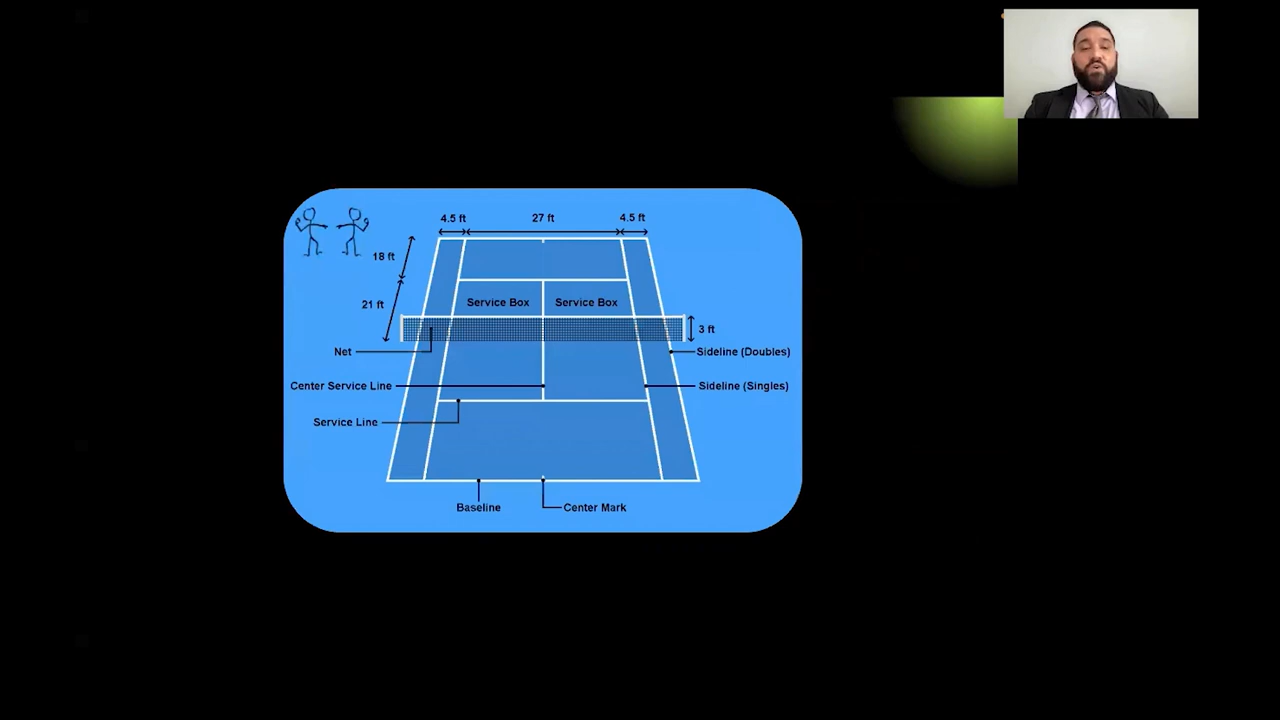 4.5 ft 27 ft 4.5 ft
18 ft
21 ft
Service Box Service Box
3 ft
Net
Sideline (Doubles)
Center Service Line
Sideline (Singles)
Service Line
Baseline
Center Mark